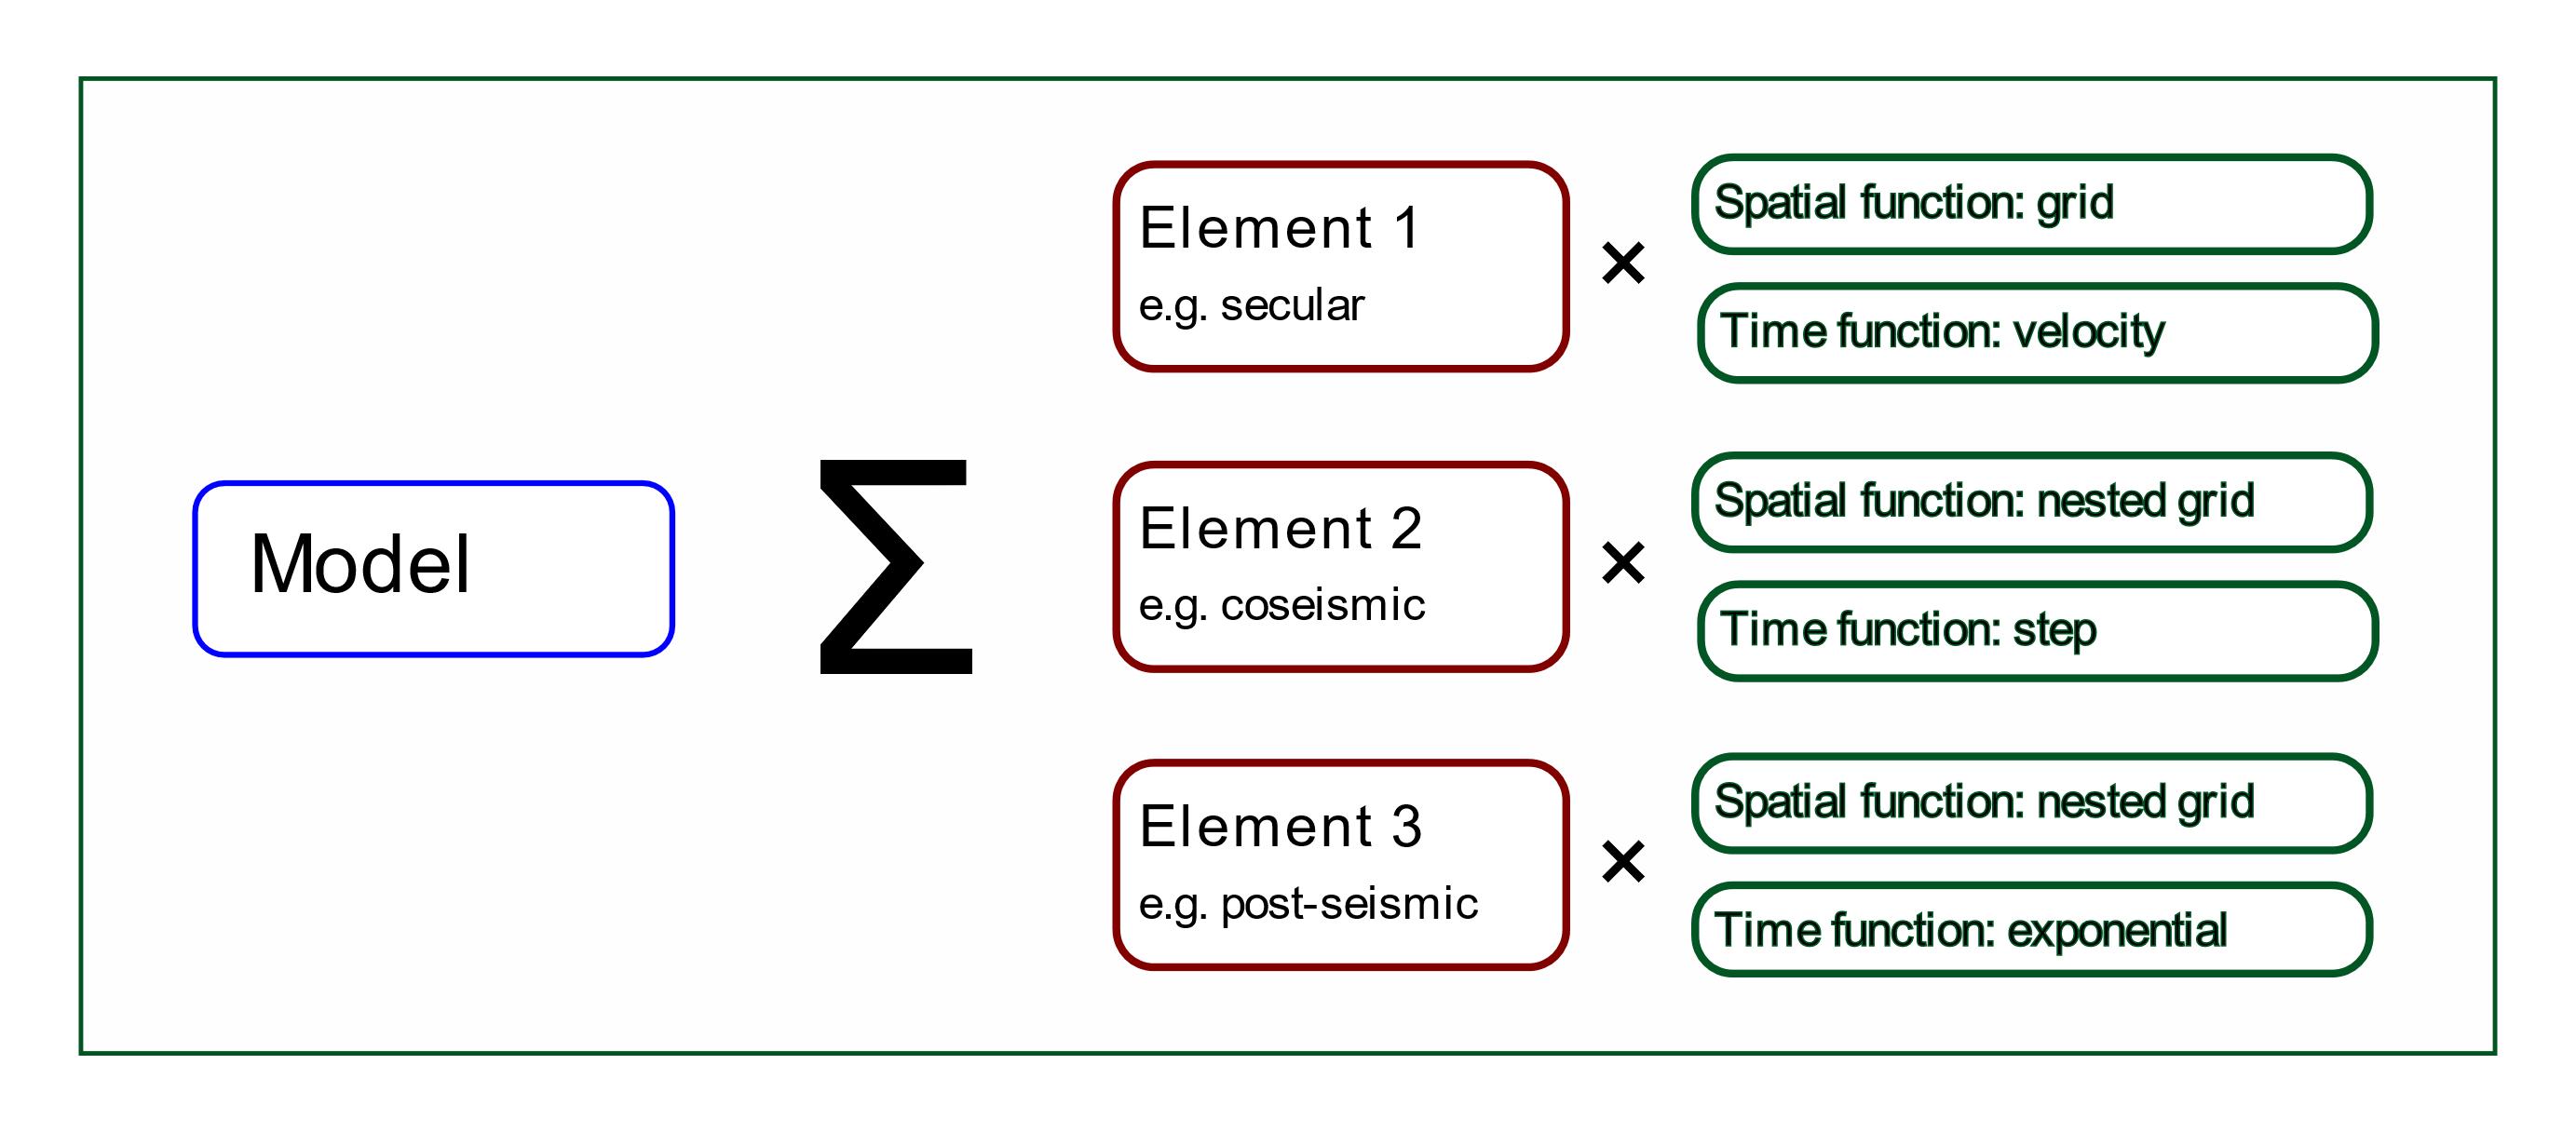 Model
Σ
Element 1
e.g. secular
×
Spatial function: grid
Time function: velocity
Element 2
e.g. coseismic
×
Spatial function: nested grid
Time function: step
Element 3
e.g. post-seismic
×
Spatial function: nested grid
Time function: exponential